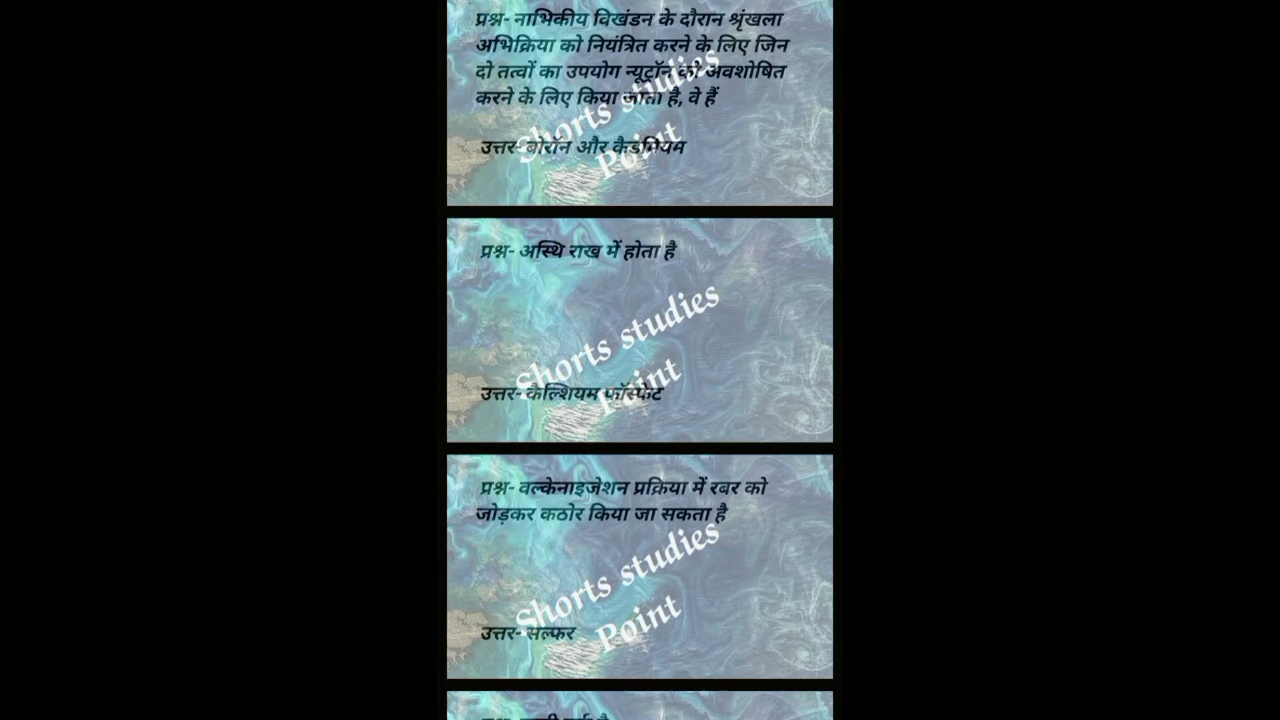 प्रश्न- नाभिकीय विखंडन के दौरान श्रृंखला
अभिक्रिया को नियंत्रित करने के लिए जिन
दो तत्वों का उपयोग न्यूट्रॉन को अवशोषित
करने के लिए किया जाता है, वे हैं
उत्तर- बोरॉन और कैडमियम
Shorts studies
Point
प्रश्न- अस्थि राख में होता है
उत्तर- कैल्शियम फॉस्फेट
Shorts studies
Point
प्रश्न- वल्केनाइजेशन प्रक्रिया में रबर को
जोड़कर कठोर किया जा सकता है
उत्तर- सल्फर
Shorts studies
Point